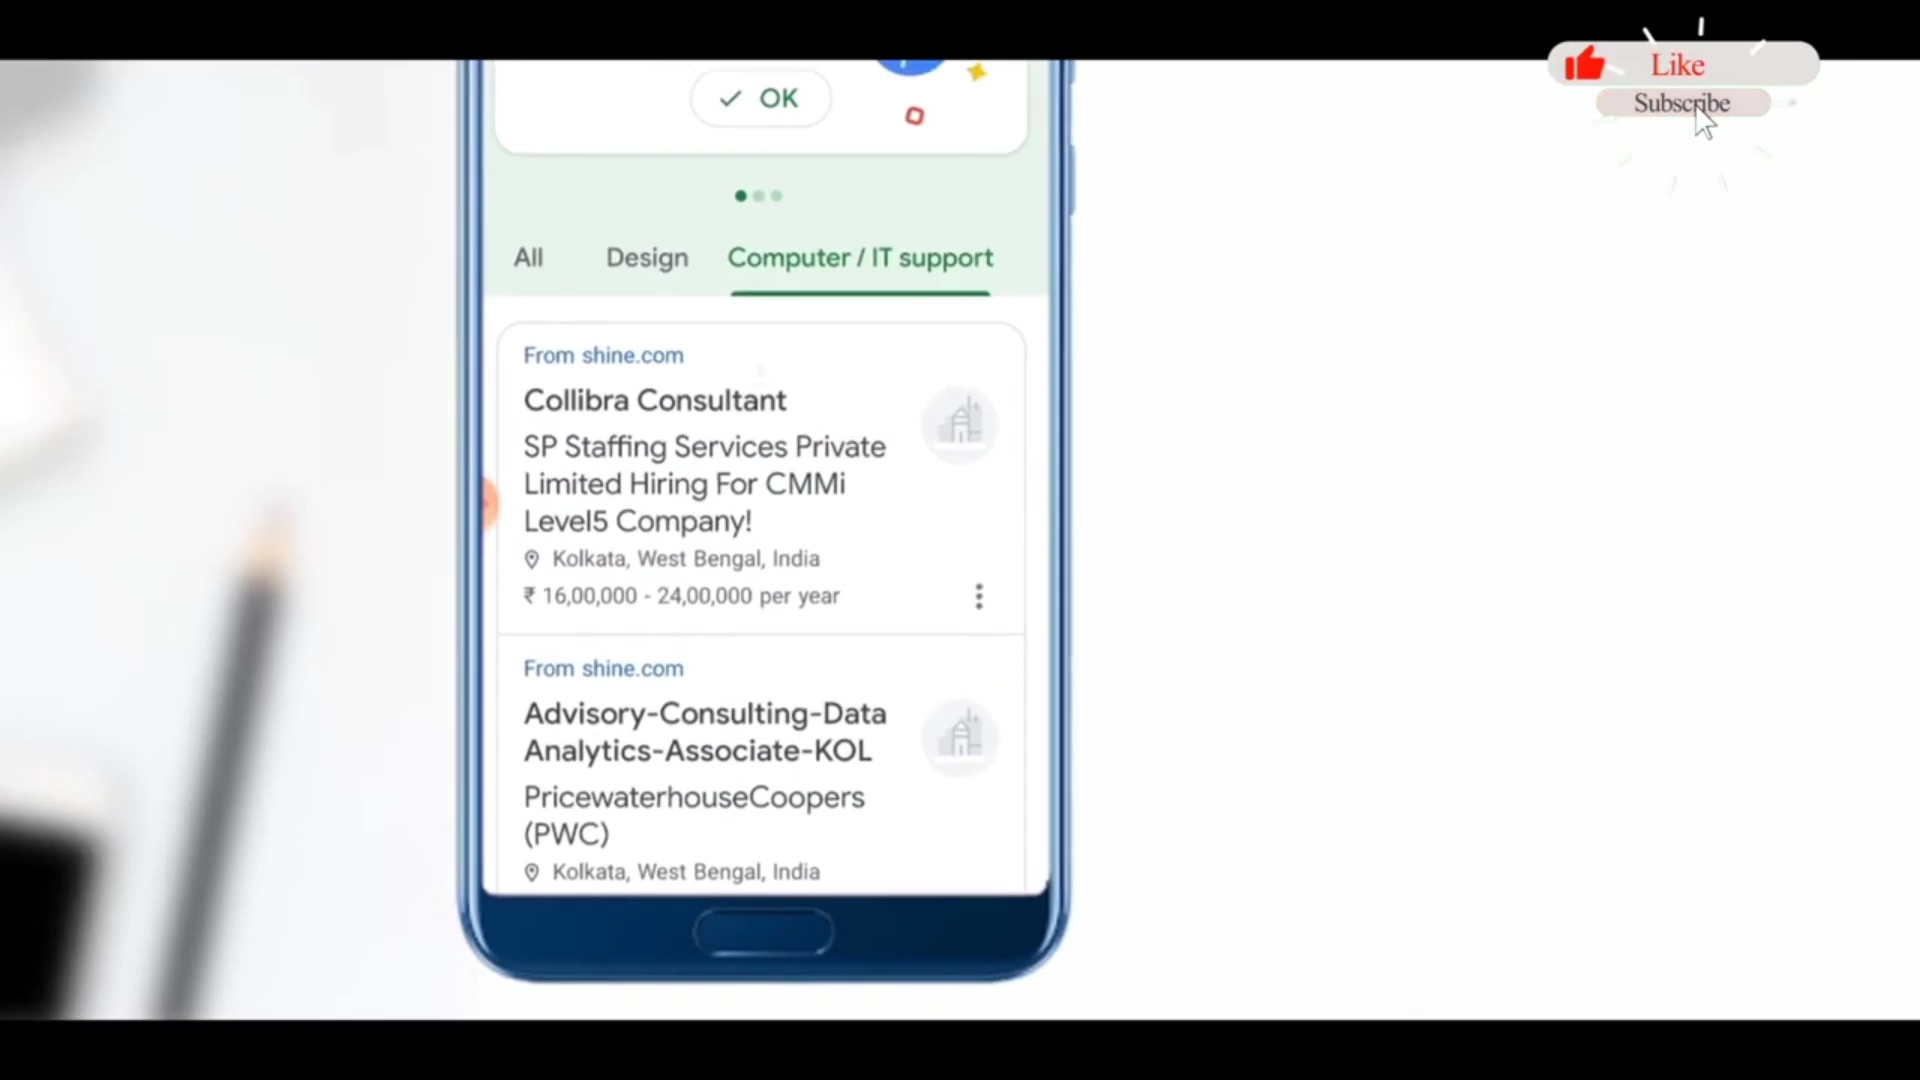 Like
Subscribe
OK
All Design Computer / IT support
From shine.com
Collibra Consultant
SP Staffing Services Private
Limited Hiring For CMMi
Level5 Company!
Kolkata, West Bengal, India
₹ 16,00,000 - 24,00,000 per year
From shine.com
Advisory-Consulting-Data
Analytics-Associate-KOL
PricewaterhouseCoopers
(PWC)
Kolkata, West Bengal, India